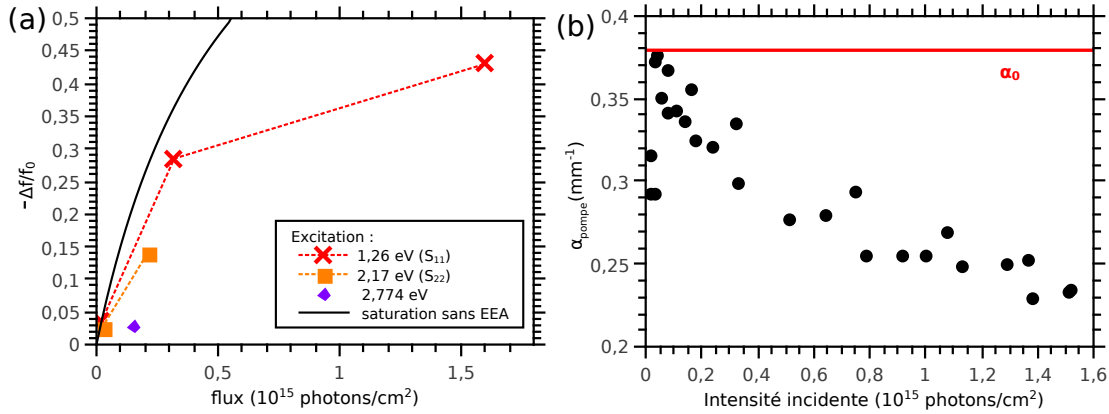 (a)
0,5
0,45
0,4
0,35
0,3
0,25
0,2
0,15
0,1
0,05
0
-Δf/f₀
0 0,5 1 1,5
flux (10¹⁵ photons/cm²)
Excitation :
1,26 eV (S₁₁)
2,17 eV (S₂₂)
2,774 eV
saturation sans EEA
(b)
0,4
0,35
0,3
0,25
0,2
α_pompe (mm⁻¹)
α₀
0 0,2 0,4 0,6 0,8 1 1,2 1,4 1,6
Intensité incidente (10¹⁵ photons/cm²)